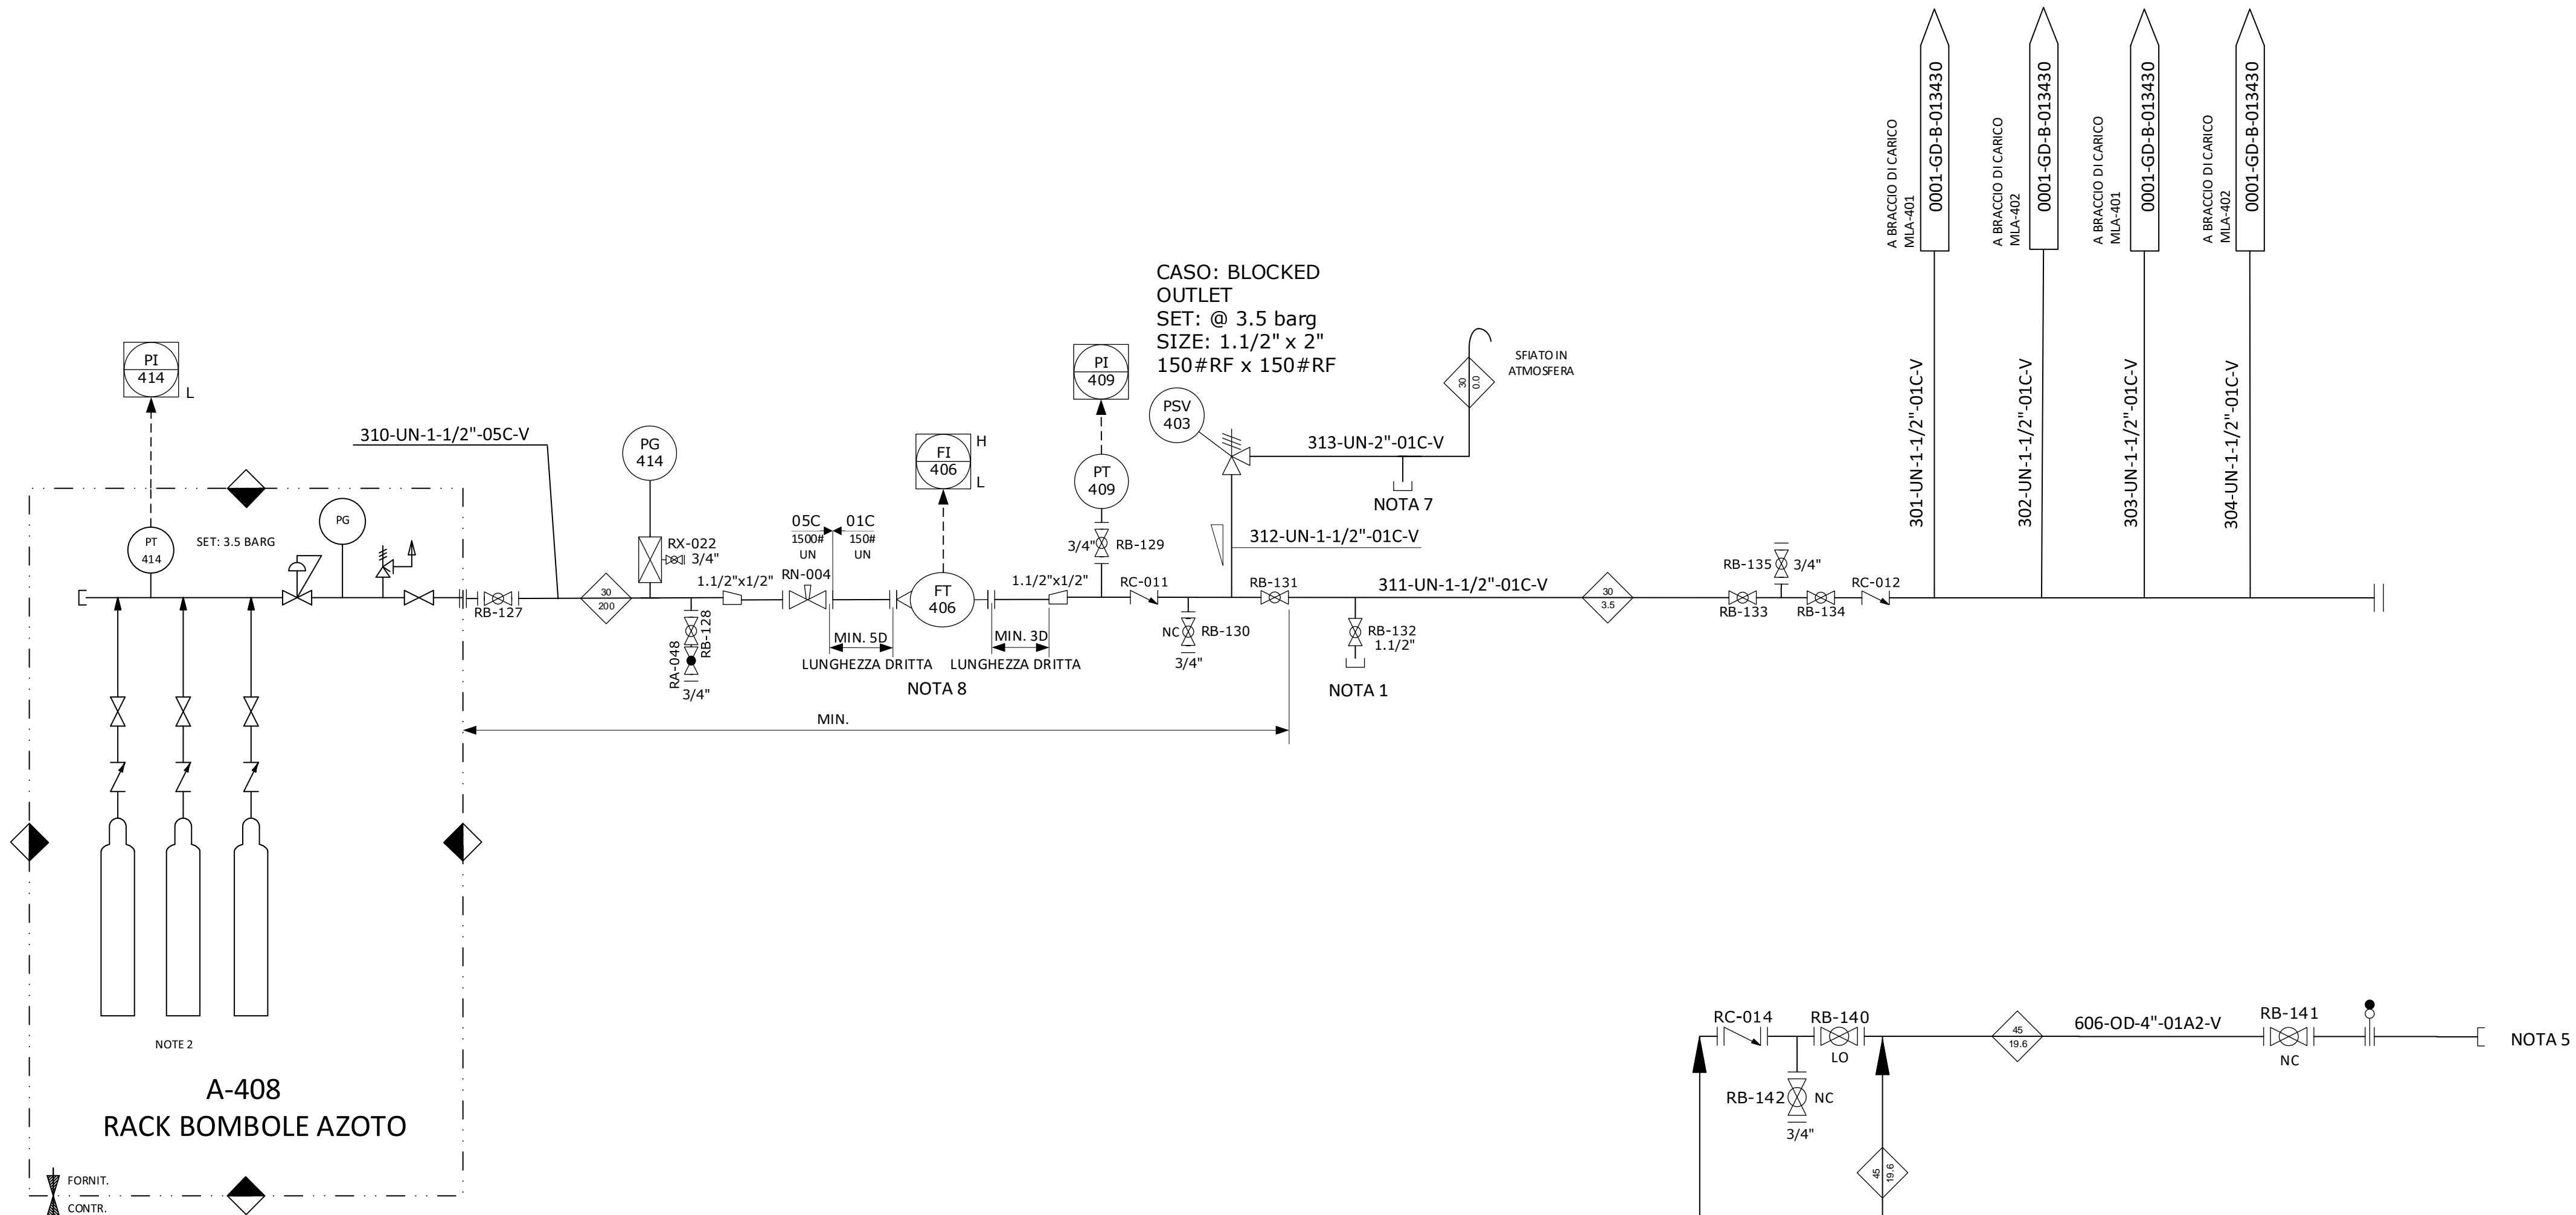 0001-GD-B-013430
A BRACCIO DI CARICO
MLA-401
0001-GD-B-013430
A BRACCIO DI CARICO
MLA-402
0001-GD-B-013430
A BRACCIO DI CARICO
MLA-401
0001-GD-B-013430
A BRACCIO DI CARICO
MLA-402
301-UN-1-1/2"-01C-V
302-UN-1-1/2"-01C-V
303-UN-1-1/2"-01C-V
304-UN-1-1/2"-01C-V
CASO: BLOCKED
OUTLET
SET: @ 3.5 barg
SIZE: 1.1/2" x 2"
150#RF x 150#RF
PI
414
L
PI
409
PSV
403
30
0.0
SFIATO IN
ATMOSFERA
310-UN-1-1/2"-05C-V
PG
414
FI
406
H
L
PT
409
313-UN-2"-01C-V
NOTA 7
PT
414
SET: 3.5 BARG
PG
RX-022
3/4"
05C
1500#
UN
01C
150#
UN
3/4"
RB-129
312-UN-1-1/2"-01C-V
RB-127
30
200
1.1/2"x1/2"
RN-004
FT
406
1.1/2"x1/2"
RC-011
RB-131
311-UN-1-1/2"-01C-V
30
3.5
RB-135
3/4"
RB-133
RB-134
RC-012
RB-128
RA-048
3/4"
MIN. 5D
LUNGHEZZA DRITTA
MIN. 3D
LUNGHEZZA DRITTA
NOTA 8
NC
RB-130
3/4"
RB-132
1.1/2"
NOTA 1
MIN.
NOTE 2
A-408
RACK BOMBOLE AZOTO
FORNIT.
CONTR.
RC-014
RB-140
LO
45
19.6
606-OD-4"-01A2-V
RB-141
NC
NOTA 5
RB-142
NC
3/4"
45
19.6